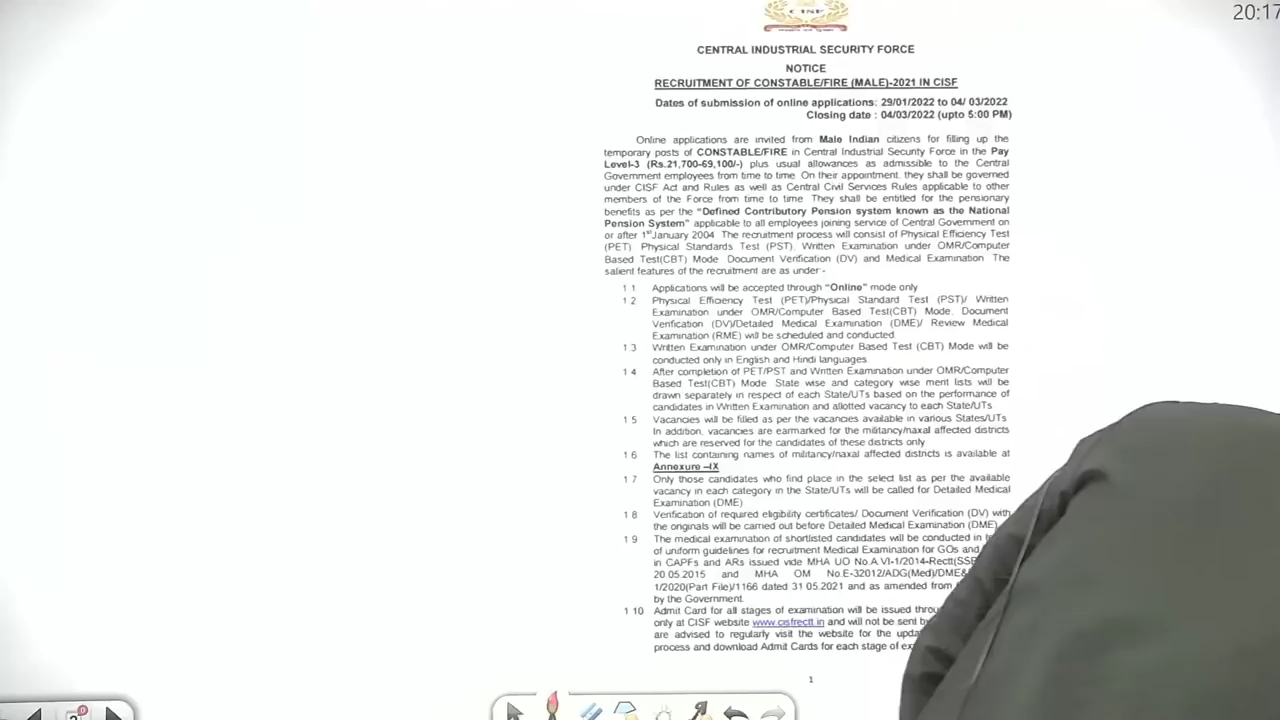 20:17
CISF
CENTRAL INDUSTRIAL SECURITY FORCE
NOTICE
RECRUITMENT OF CONSTABLE/FIRE (MALE)-2021 IN CISF
Dates of submission of online applications: 29/01/2022 to 04/ 03/2022
Closing date : 04/03/2022 (upto 5:00 PM)
Online applications are invited from Male Indian citizens for filling up the
temporary posts of CONSTABLE/FIRE in Central Industrial Security Force in the Pay
Level-3 (Rs.21,700-69,100/-) plus usual allowances as admissible to the Central
Government employees from time to time. On their appointment, they shall be governed
under CISF Act and Rules as well as Central Civil Services Rules applicable to other
members of the Force from time to time. They shall be entitled for the pensionary
benefits as per the "Defined Contributory Pension system known as the National
Pension System" applicable to all employees joining service of Central Government on
or after 1st January 2004. The recruitment process will consist of Physical Efficiency Test
(PET) Physical Standards Test (PST), Written Examination under OMR/Computer
Based Test(CBT) Mode Document Verification (DV) and Medical Examination The
salient features of the recruitment are as under -
1 1 Applications will be accepted through "Online" mode only
1 2 Physical Efficiency Test (PET)/Physical Standard Test (PST)/ Written
Examination under OMR/Computer Based Test(CBT) Mode, Document
Verification (DV)/Detailed Medical Examination (DME)/ Review Medical
Examination (RME) will be scheduled and conducted
1 3 Written Examination under OMR/Computer Based Test (CBT) Mode will be
conducted only in English and Hindi languages
1 4 After completion of PET/PST and Written Examination under OMR/Computer
Based Test(CBT) Mode State wise and category wise merit lists will be
drawn separately in respect of each State/UTs based on the performance of
candidates in Written Examination and allotted vacancy to each State/UTs
1 5 Vacancies will be filled as per the vacancies available in various States/UTs
In addition, vacancies are earmarked for the militancy/naxal affected districts
which are reserved for the candidates of these districts only
1 6 The list containing names of militancy/naxal affected districts is available at
Annexure –IX
1 7 Only those candidates who find place in the select list as per the available
vacancy in each category in the State/UTs will be called for Detailed Medical
Examination (DME)
1 8 Verification of required eligibility certificates/ Document Verification (DV) with
the originals will be carried out before Detailed Medical Examination (DME)
1 9 The medical examination of shortlisted candidates will be conducted in
of uniform guidelines for recruitment Medical Examination for GOs and
in CAPFs and ARs issued vide MHA UO No.A.VI-1/2014-Rectt(SSB
20.05.2015 and MHA OM No.E-32012/ADG(Med)/DME&
1/2020(Part File)/1166 dated 31 05.2021 and as amended from
by the Government.
1 10 Admit Card for all stages of examination will be issued
only at CISF website www.cisfrectt.in and will not be sent
are advised to regularly visit the website for the
process and download Admit Cards for each stage of
1